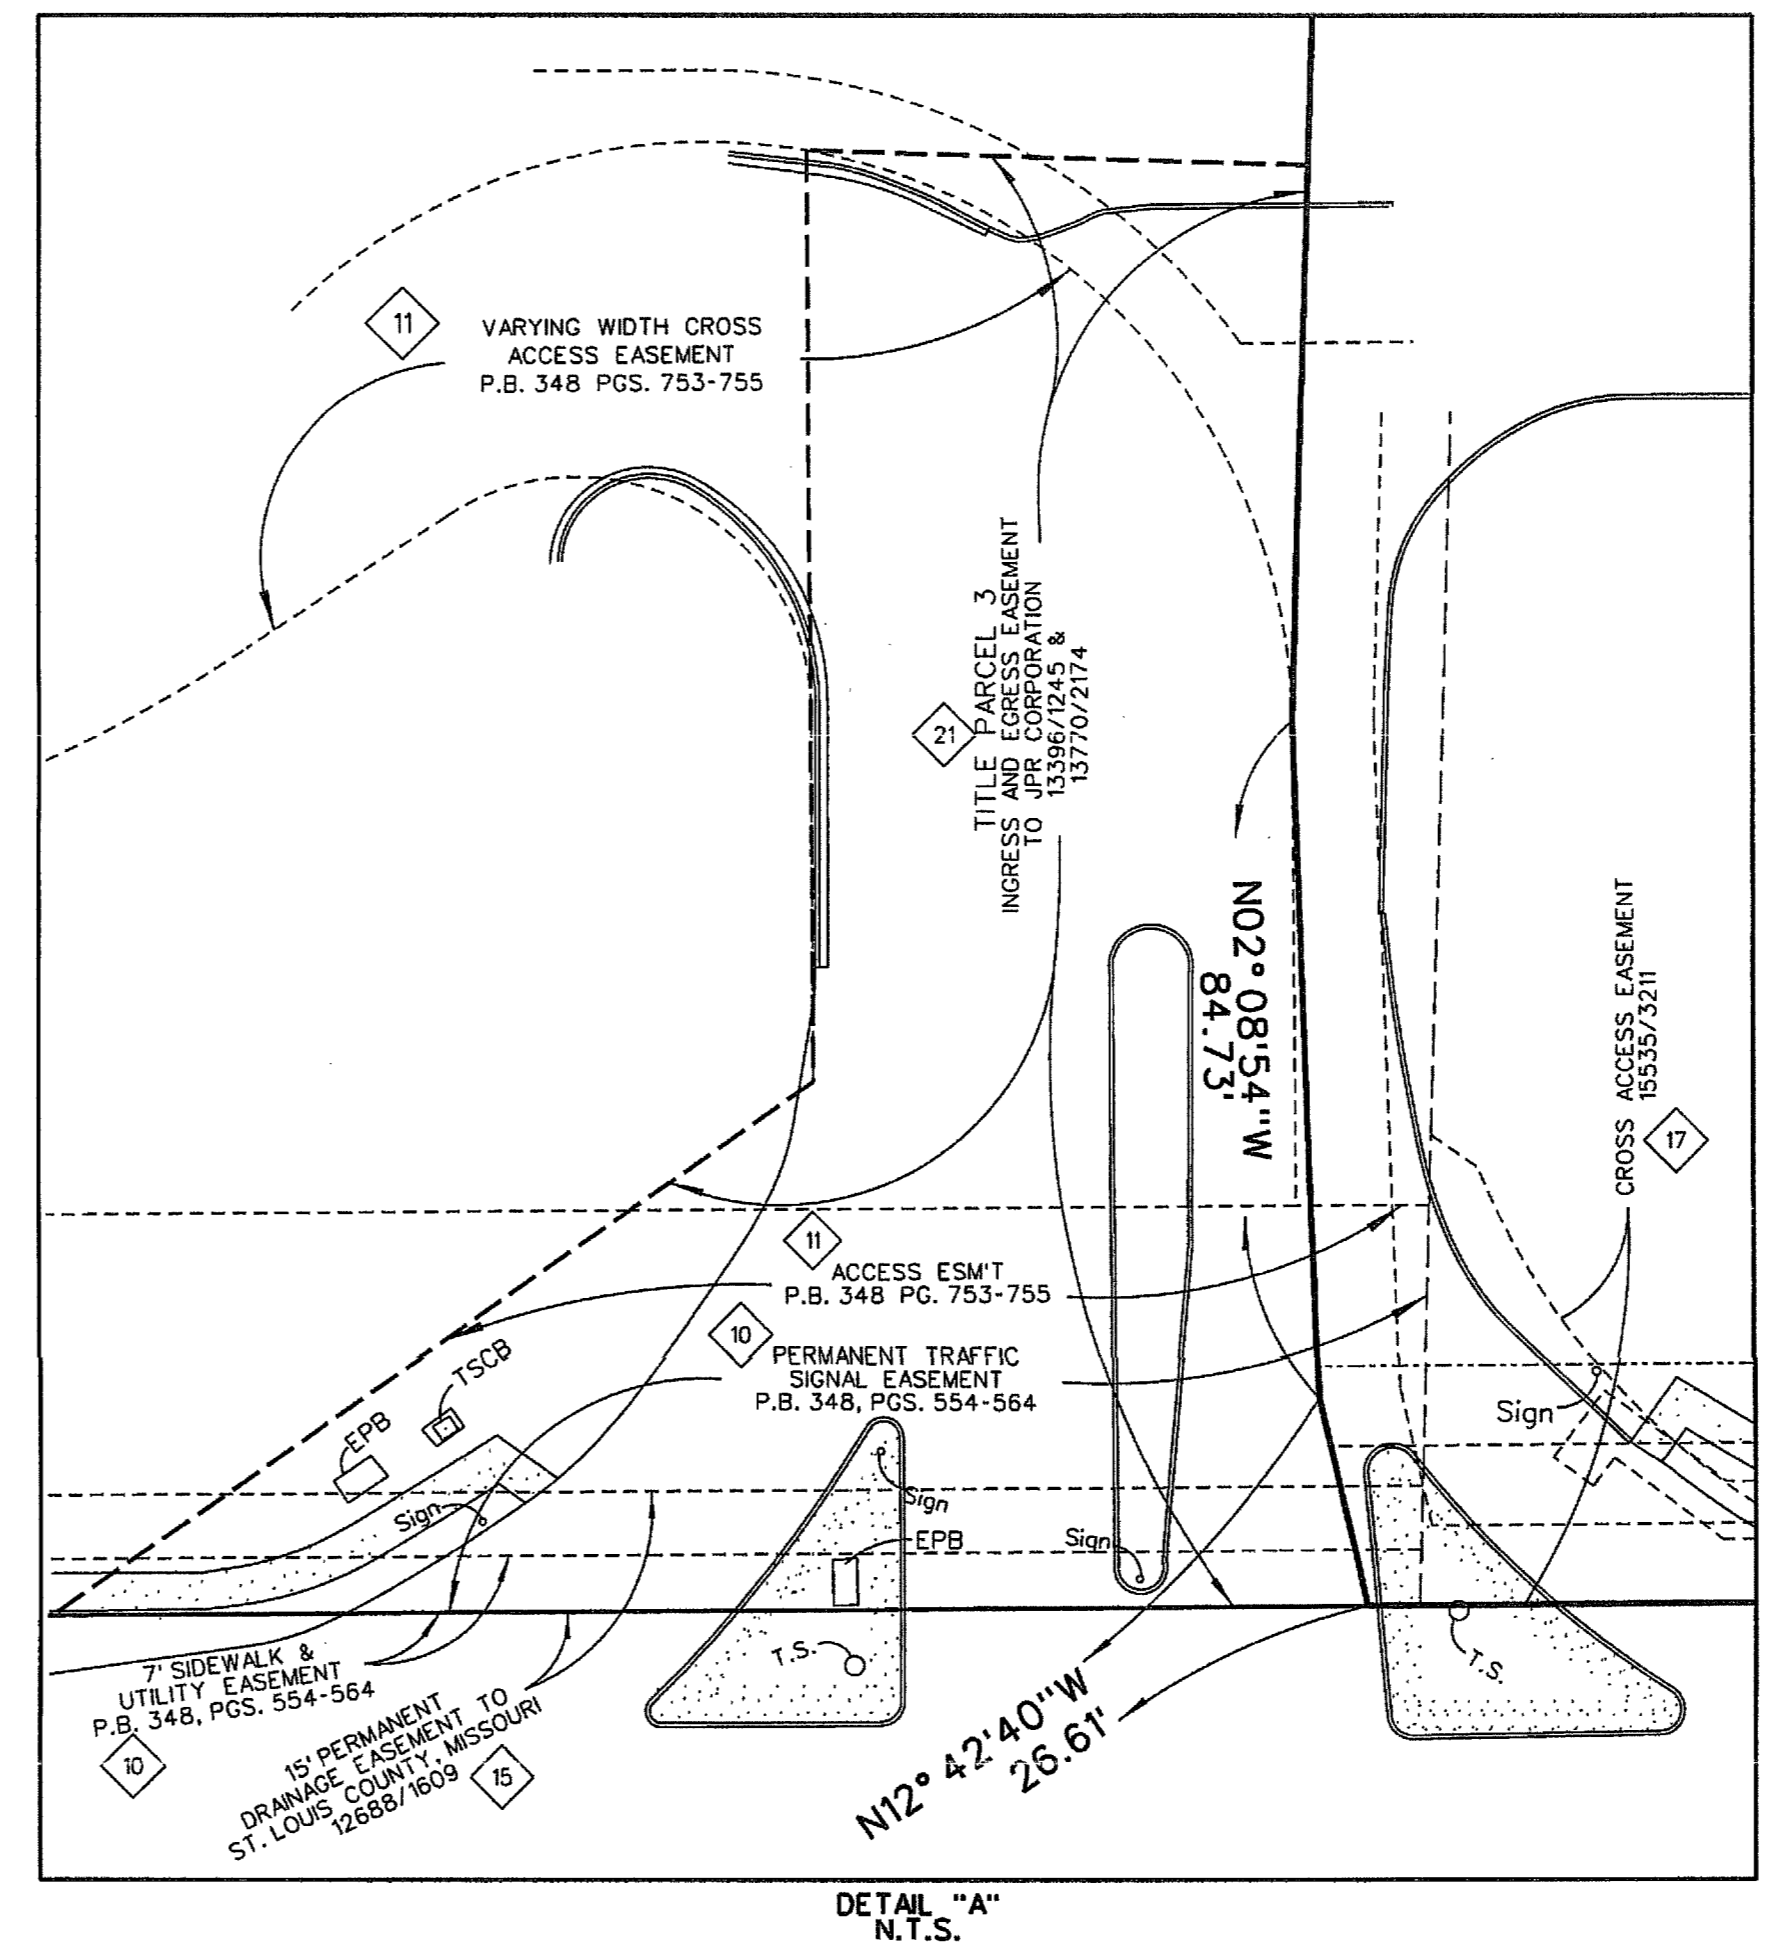 11
VARYING WIDTH CROSS
ACCESS EASEMENT
P.B. 348 PGS. 753-755
21
TITLE PARCEL 3
INGRESS AND EGRESS EASEMENT
TO JPR CORPORATION
13396/1245 &
13770/2174
N02° 08'54"W
84.73'
CROSS ACCESS EASEMENT
15535/3211
17
11
ACCESS ESM'T
P.B. 348 PG. 753-755
10
PERMANENT TRAFFIC
SIGNAL EASEMENT
P.B. 348, PGS. 554-564
TSCB
EPB
Sign
Sign
EPB
Sign
Sign
T.S.
T.S.
7' SIDEWALK &
UTILITY EASEMENT
P.B. 348, PGS. 554-564
10
15' PERMANENT
DRAINAGE EASEMENT TO
ST. LOUIS COUNTY, MISSOURI
12688/1609
15
N12° 42'40"W
26.61'
DETAIL "A"
N.T.S.